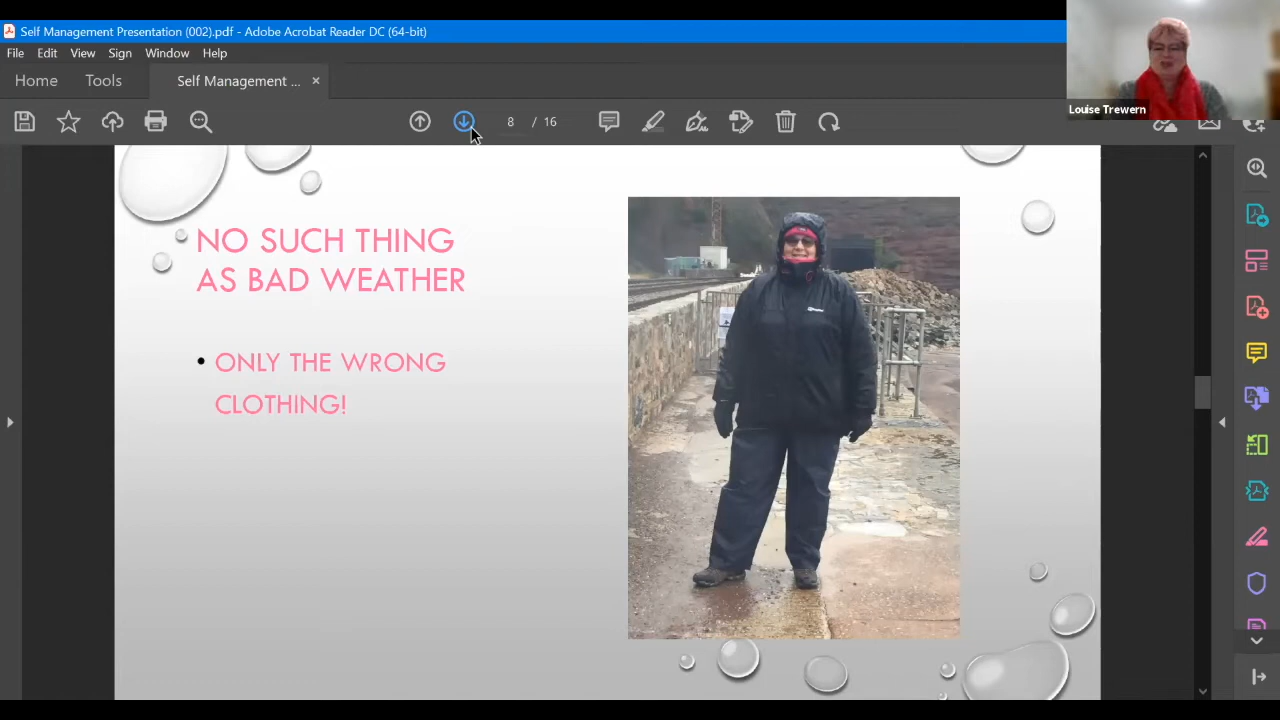 Self Management Presentation (002).pdf - Adobe Acrobat Reader DC (64-bit)
File Edit View Sign Window Help
Home Tools Self Management ... ×
8 / 16
Louise Trewern
NO SUCH THING
AS BAD WEATHER
• ONLY THE WRONG
CLOTHING!